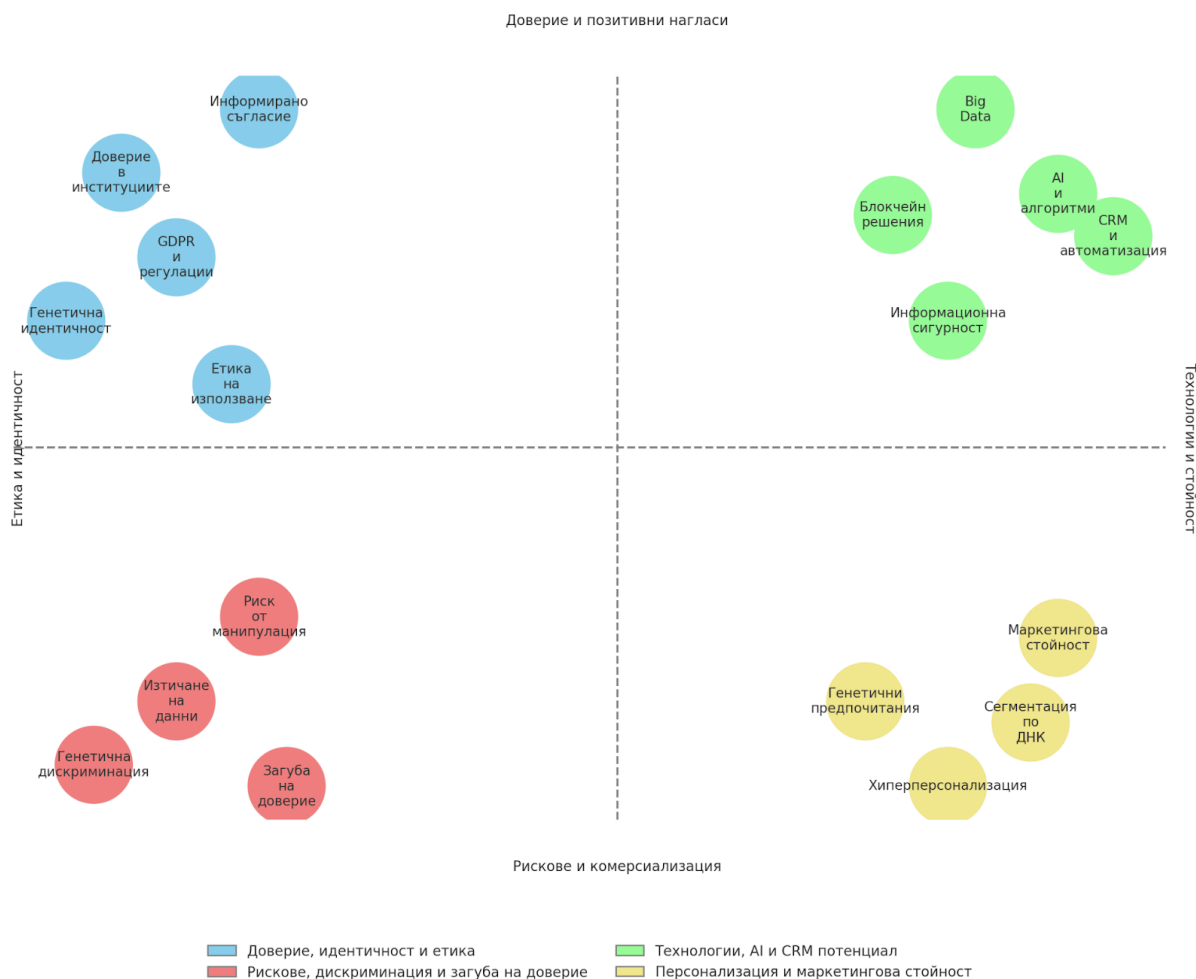 Доверие и позитивни нагласи
Информирано
съгласие
Big
Data
Доверие
в
институциите
AI
и
алгоритми
Блокчейн
решения
CRM
и
автоматизация
GDPR
и
регулации
Генетична
идентичност
Информационна
сигурност
Етика
на
използване
Етика и идентичност
Технологии и стойност
Риск
от
манипулация
Маркетингова
стойност
Изтичане
на
данни
Генетични
предпочитания
Сегментация
по
ДНК
Генетична
дискриминация
Загуба
на
доверие
Хиперперсонализация
Рискове и комерсиализация
Доверие, идентичност и етика
Рискове, дискриминация и загуба на доверие
Технологии, AI и CRM потенциал
Персонализация и маркетингова стойност